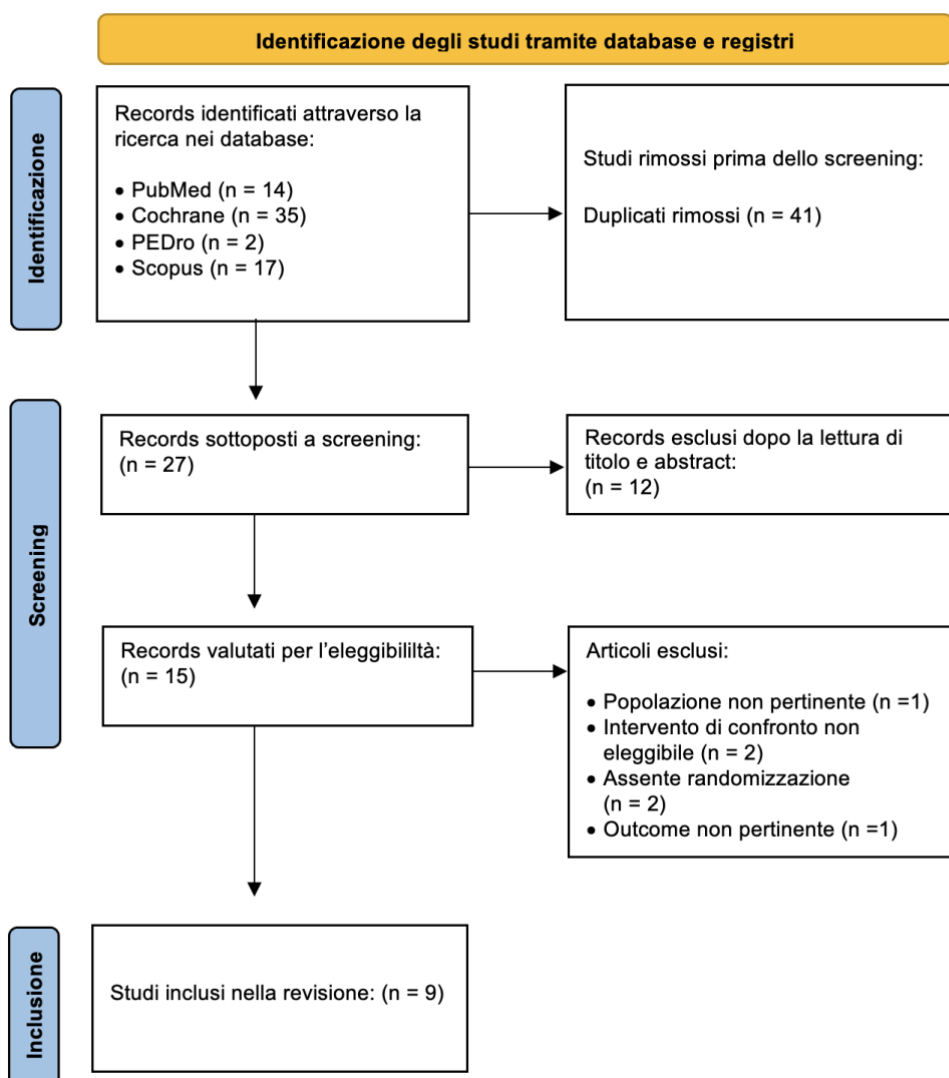 Identificazione degli studi tramite database e registri
Identificazione
Records identificati attraverso la
ricerca nei database:
• PubMed (n = 14)
• Cochrane (n = 35)
• PEDro (n = 2)
• Scopus (n = 17)
Studi rimossi prima dello screening:
Duplicati rimossi (n = 41)
Screening
Records sottoposti a screening:
(n = 27)
Records esclusi dopo la lettura di
titolo e abstract:
(n = 12)
Records valutati per l'eleggibililtà:
(n = 15)
Articoli esclusi:
• Popolazione non pertinente (n =1)
• Intervento di confronto non
eleggibile (n = 2)
• Assente randomizzazione
(n = 2)
• Outcome non pertinente (n =1)
Inclusione
Studi inclusi nella revisione: (n = 9)